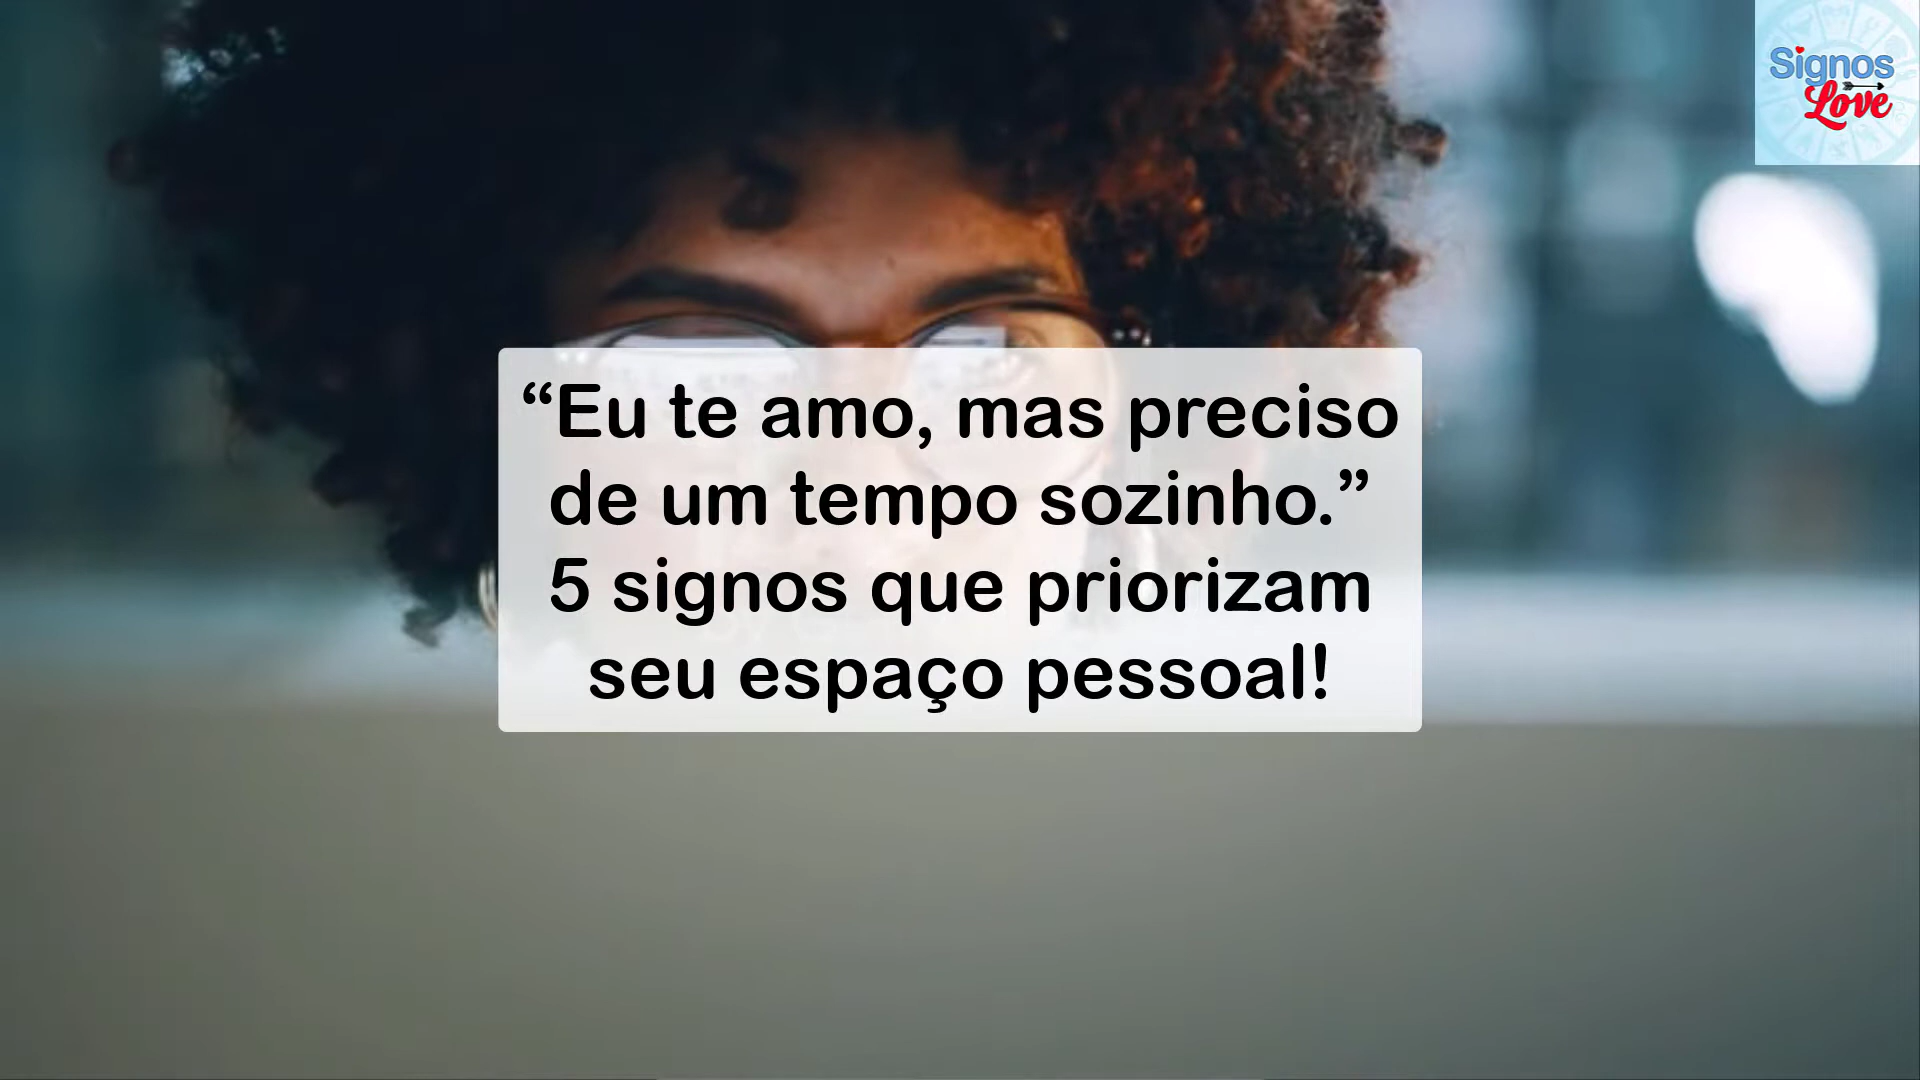 Signos
Love
“Eu te amo, mas preciso
de um tempo sozinho.”
5 signos que priorizam
seu espaço pessoal!